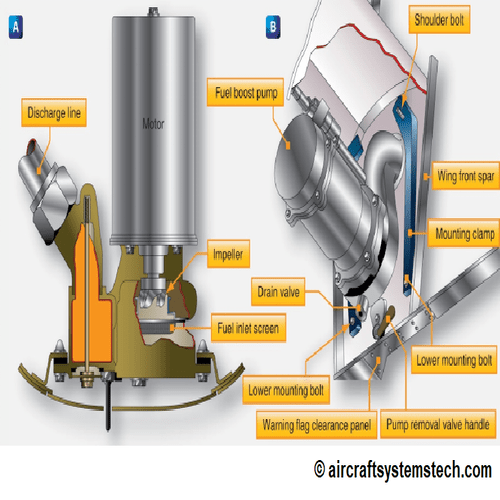 A
Discharge line
Motor
Impeller
Fuel inlet screen
B
Shoulder bolt
Fuel boost pump
Wing front spar
Mounting clamp
Drain valve
Lower mounting bolt
Lower mounting bolt
Warning flag clearance panel
Pump removal valve handle
© aircraftsystemstech.com